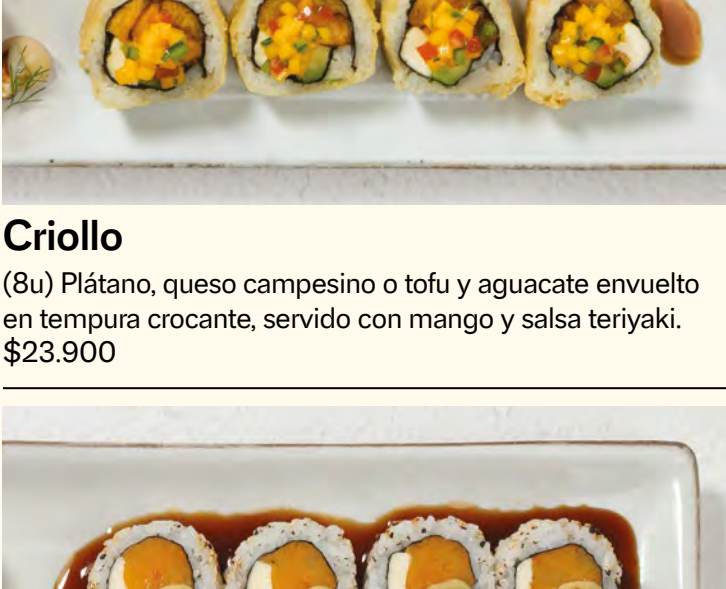 Criollo
(8u) Plátano, queso campesino o tofu y aguacate envuelto
en tempura crocante, servido con mango y salsa teriyaki.
$23.900